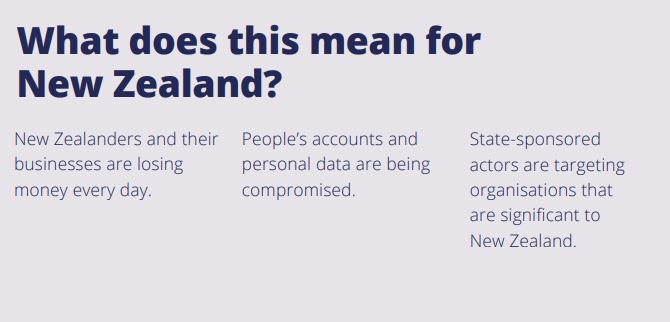 What does this mean for
New Zealand?
New Zealanders and their
businesses are losing
money every day.
People’s accounts and
personal data are being
compromised.
State-sponsored
actors are targeting
organisations that
are significant to
New Zealand.